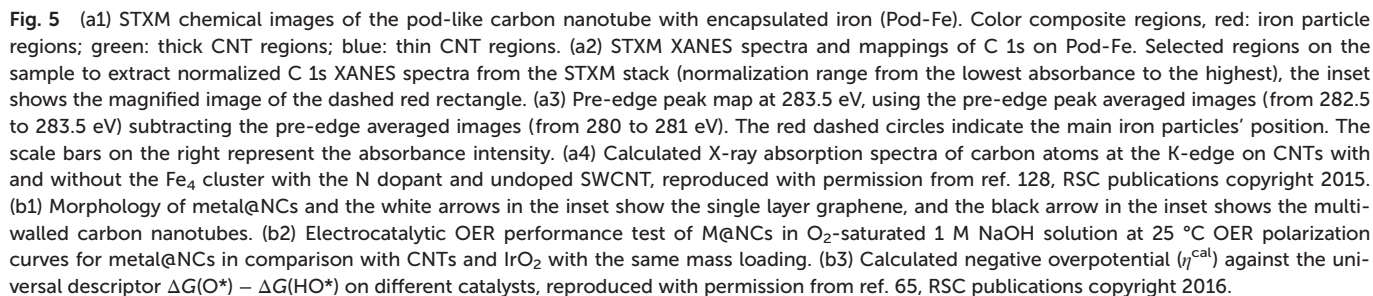 Fig. 5 (a1) STXM chemical images of the pod-like carbon nanotube with encapsulated iron (Pod-Fe). Color composite regions, red: iron particle
regions; green: thick CNT regions; blue: thin CNT regions. (a2) STXM XANES spectra and mappings of C 1s on Pod-Fe. Selected regions on the
sample to extract normalized C 1s XANES spectra from the STXM stack (normalization range from the lowest absorbance to the highest), the inset
shows the magnified image of the dashed red rectangle. (a3) Pre-edge peak map at 283.5 eV, using the pre-edge peak averaged images (from 282.5
to 283.5 eV) subtracting the pre-edge averaged images (from 280 to 281 eV). The red dashed circles indicate the main iron particles' position. The
scale bars on the right represent the absorbance intensity. (a4) Calculated X-ray absorption spectra of carbon atoms at the K-edge on CNTs with
and without the Fe₄ cluster with the N dopant and undoped SWCNT, reproduced with permission from ref. 128, RSC publications copyright 2015.
(b1) Morphology of metal@NCs and the white arrows in the inset show the single layer graphene, and the black arrow in the inset shows the multi-
walled carbon nanotubes. (b2) Electrocatalytic OER performance test of M@NCs in O₂-saturated 1 M NaOH solution at 25 °C OER polarization
curves for metal@NCs in comparison with CNTs and IrO₂ with the same mass loading. (b3) Calculated negative overpotential (ηᶜᵃˡ) against the uni-
versal descriptor ΔG(O*) − ΔG(HO*) on different catalysts, reproduced with permission from ref. 65, RSC publications copyright 2016.